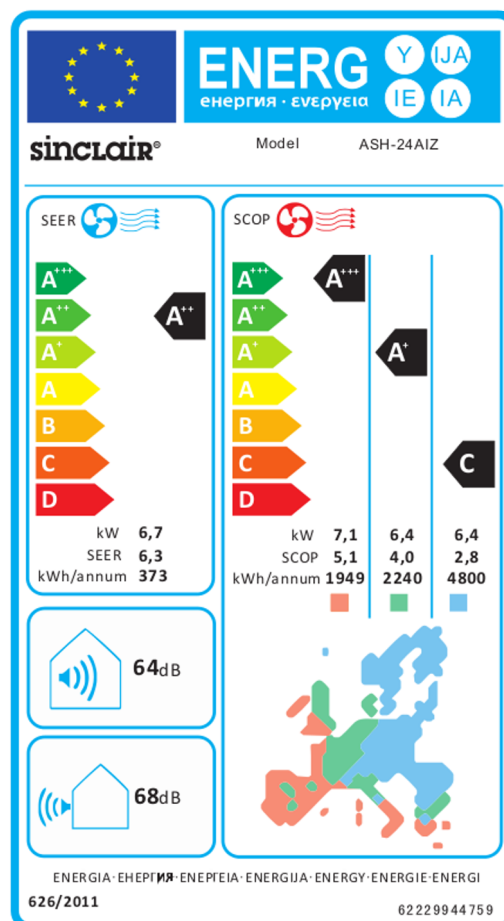 ENERG Y IJA
енергия · ενεργεια IE IA
sinclair®
Model ASH-24AIZ
SEER
A+++
A++
A+
A
B
C
D
A++
kW 6,7
SEER 6,3
kWh/annum 373
SCOP
A+++
A++
A+
A
B
C
D
A+++
A+
C
kW 7,1 6,4 6,4
SCOP 5,1 4,0 2,8
kWh/annum 1949 2240 4800
64dB
68dB
ENERGIA·ЕНЕРГИЯ·ΕΝΕΡΓΕΙΑ·ENERGIJA·ENERGY·ENERGIE·ENERGI
626/2011
62229944759